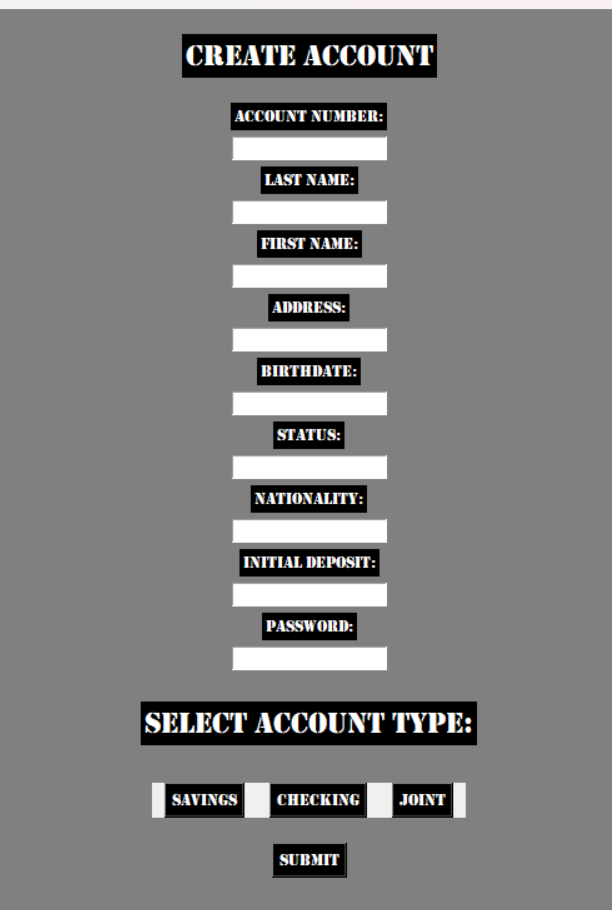 CREATE ACCOUNT
ACCOUNT NUMBER:
LAST NAME:
FIRST NAME:
ADDRESS:
BIRTHDATE:
STATUS:
NATIONALITY:
INITIAL DEPOSIT:
PASSWORD:
SELECT ACCOUNT TYPE:
SAVINGS CHECKING JOINT
SUBMIT